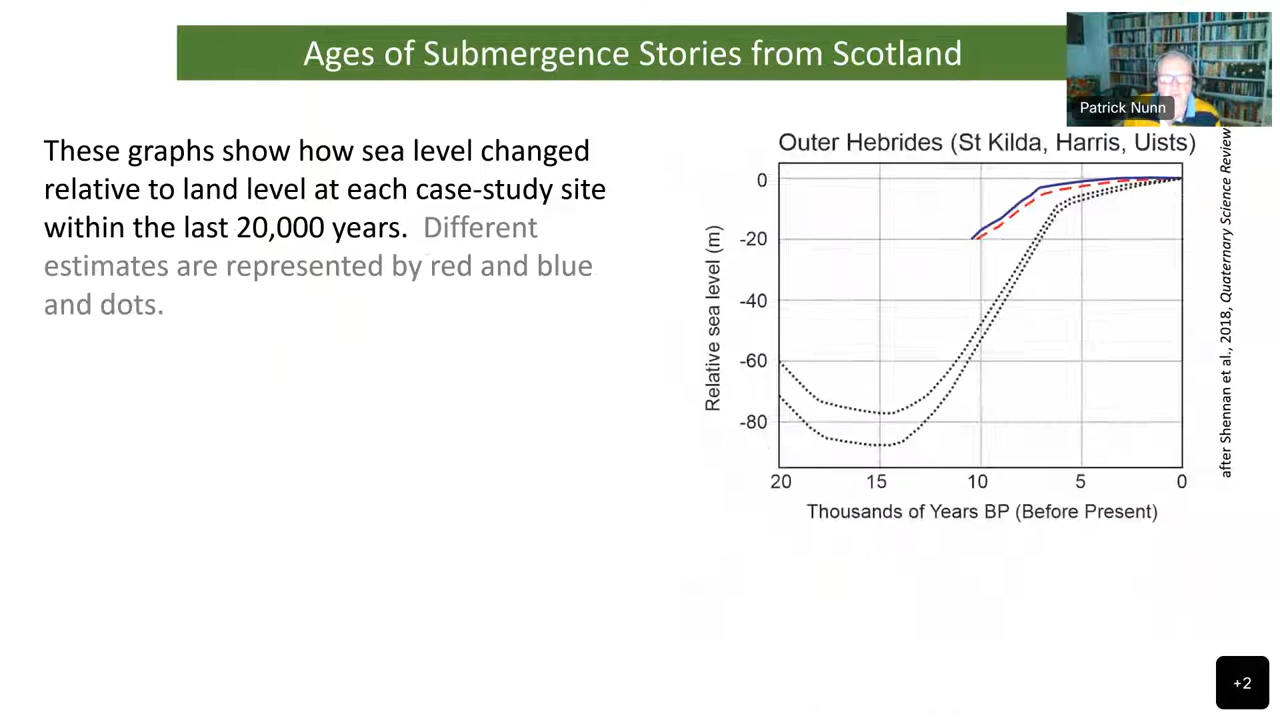 Ages of Submergence Stories from Scotland
Patrick Nunn
These graphs show how sea level changed
relative to land level at each case-study site
within the last 20,000 years. Different
estimates are represented by red and blue
and dots.
Outer Hebrides (St Kilda, Harris, Uists)
Relative sea level (m)
0
-20
-40
-60
-80
20 15 10 5 0
Thousands of Years BP (Before Present)
after Shennan et al., 2018, Quaternary Science Review
+2